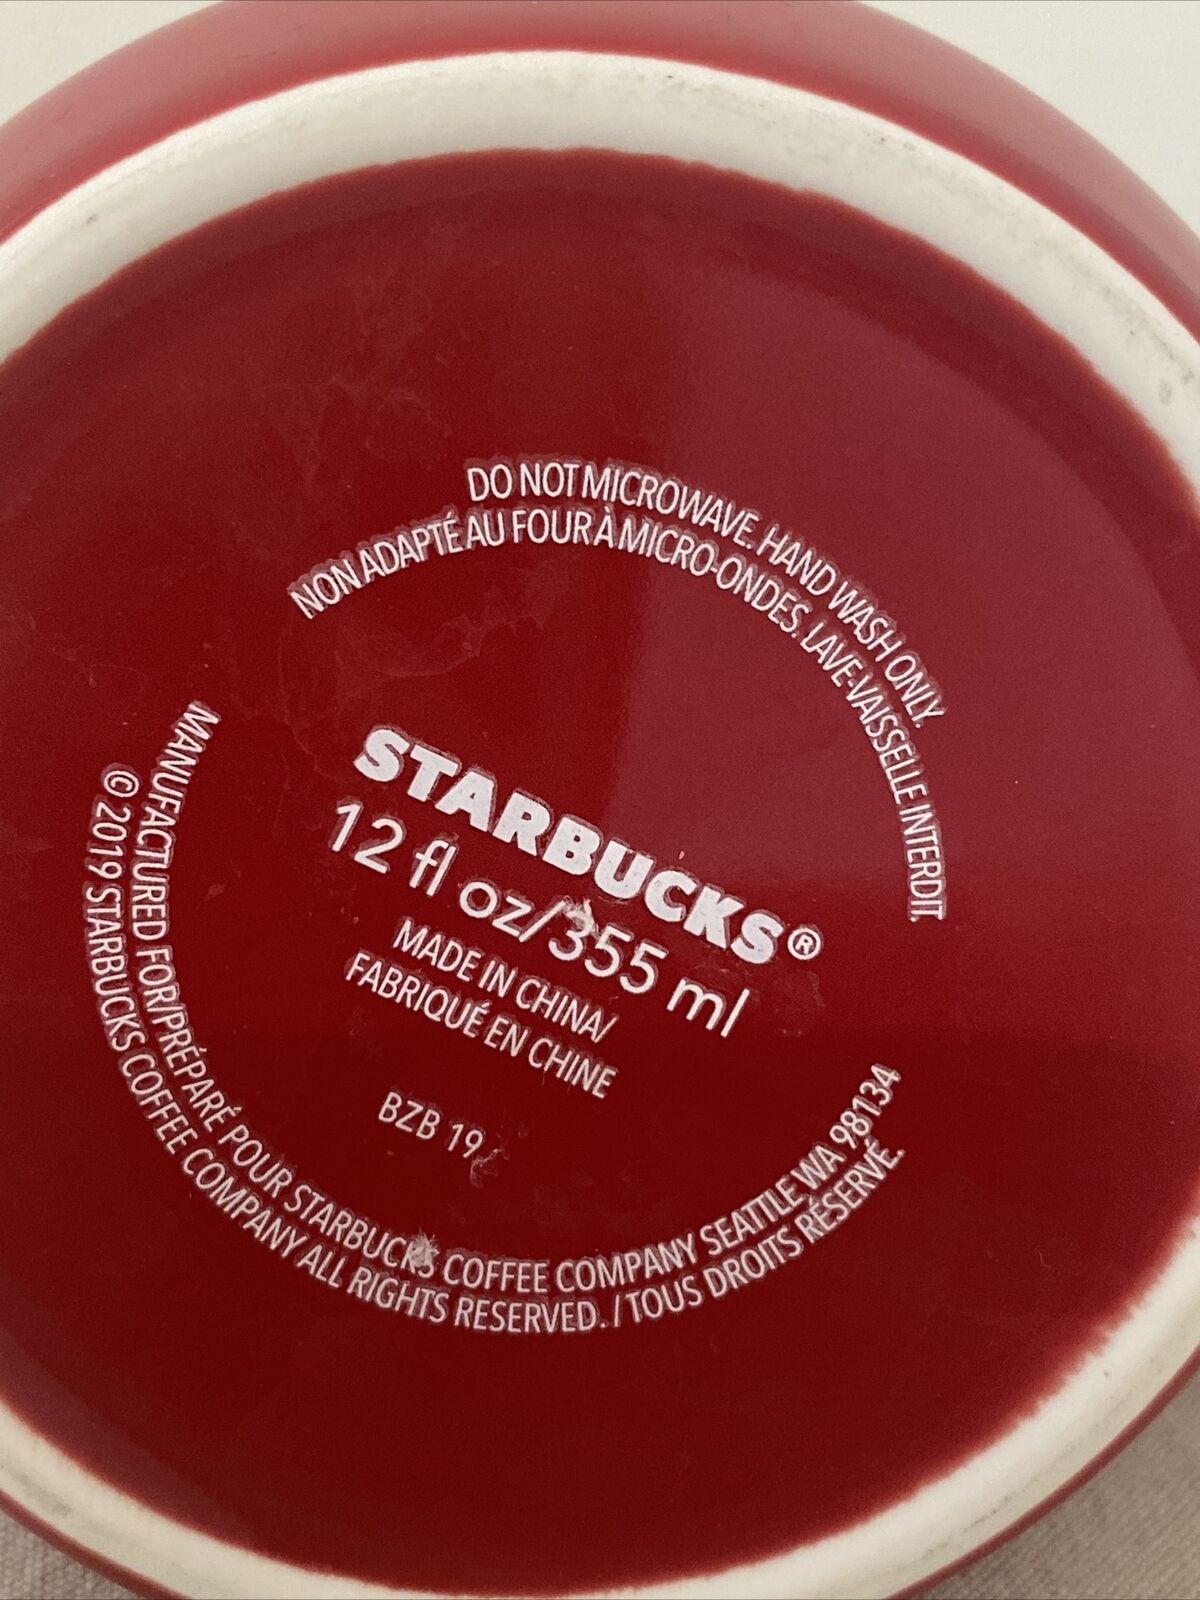 DO NOT MICROWAVE. HAND WASH ONLY.
NON ADAPTÉ AU FOUR À MICRO-ONDES. LAVE-VAISSELLE INTERDIT.
STARBUCKS®
12 fl oz/355 ml
MADE IN CHINA/
FABRIQUÉ EN CHINE
BZB 19
MANUFACTURED FOR/PRÉPARÉ POUR STARBUCKS COFFEE COMPANY SEATTLE WA 98134
© 2019 STARBUCKS COFFEE COMPANY ALL RIGHTS RESERVED. / TOUS DROITS RÉSERVÉ.